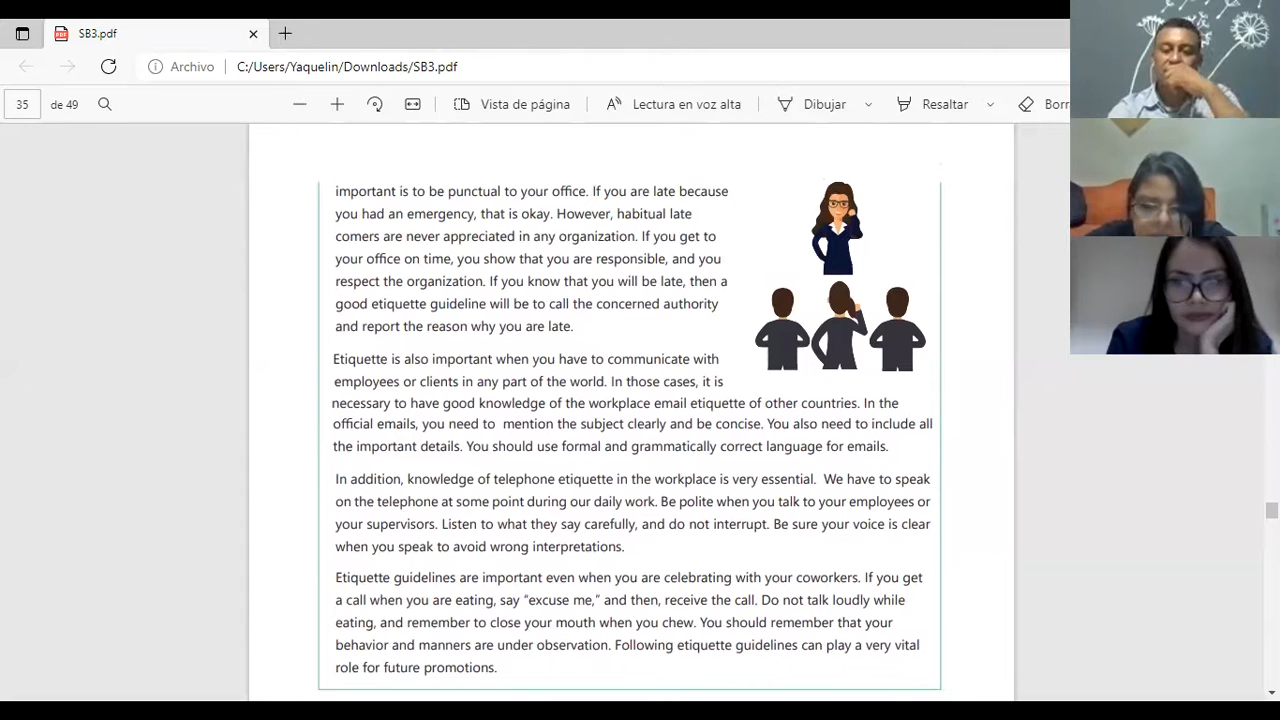 SB3.pdf
Archivo C:/Users/Yaquelin/Downloads/SB3.pdf
35 de 49 Vista de página Lectura en voz alta Dibujar Resaltar Borr
important is to be punctual to your office. If you are late because
you had an emergency, that is okay. However, habitual late
comers are never appreciated in any organization. If you get to
your office on time, you show that you are responsible, and you
respect the organization. If you know that you will be late, then a
good etiquette guideline will be to call the concerned authority
and report the reason why you are late.
Etiquette is also important when you have to communicate with
employees or clients in any part of the world. In those cases, it is
necessary to have good knowledge of the workplace email etiquette of other countries. In the
official emails, you need to mention the subject clearly and be concise. You also need to include all
the important details. You should use formal and grammatically correct language for emails.
In addition, knowledge of telephone etiquette in the workplace is very essential. We have to speak
on the telephone at some point during our daily work. Be polite when you talk to your employees or
your supervisors. Listen to what they say carefully, and do not interrupt. Be sure your voice is clear
when you speak to avoid wrong interpretations.
Etiquette guidelines are important even when you are celebrating with your coworkers. If you get
a call when you are eating, say “excuse me,” and then, receive the call. Do not talk loudly while
eating, and remember to close your mouth when you chew. You should remember that your
behavior and manners are under observation. Following etiquette guidelines can play a very vital
role for future promotions.